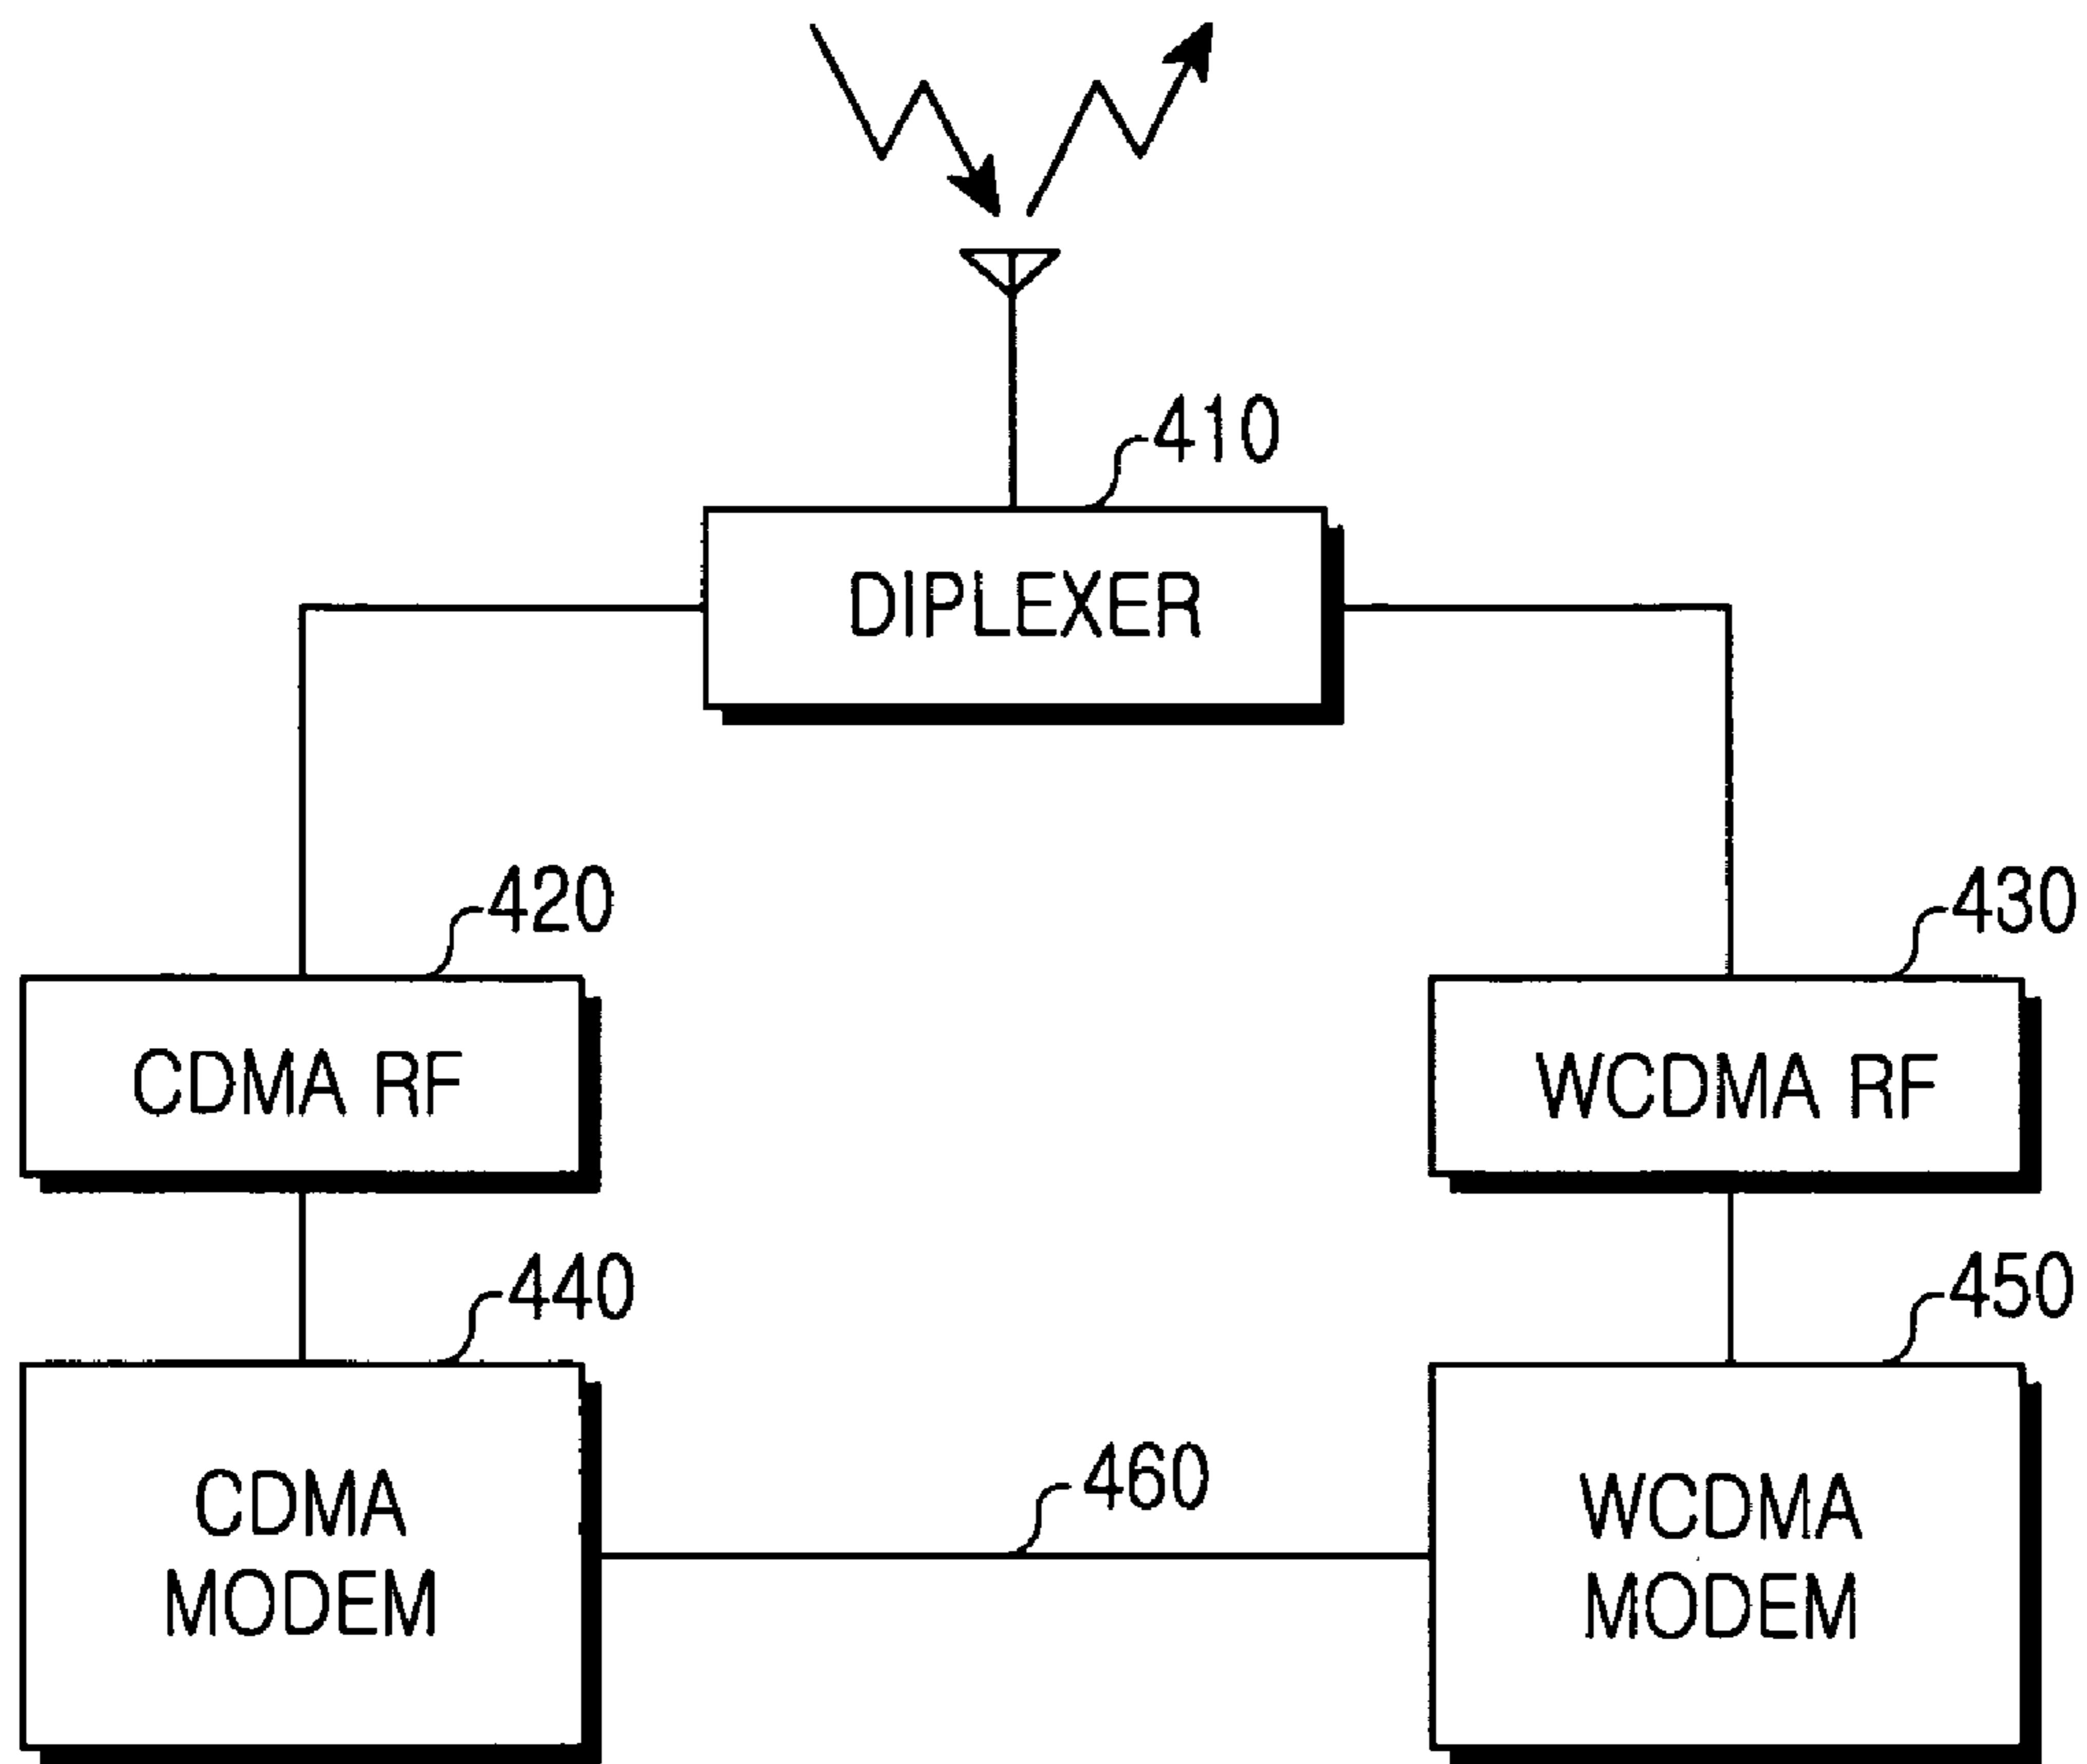 410
DIPLEXER
420
430
CDMA RF
WCDMA RF
440
450
CDMA
MODEM
460
WCDMA
MODEM